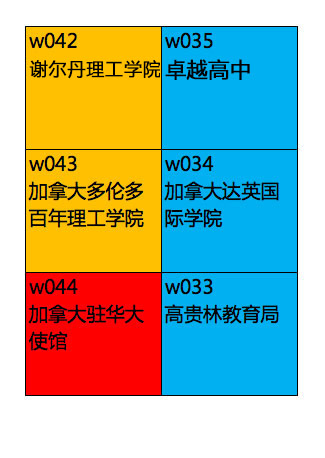 w042
谢尔丹理工学院
w035
卓越高中
w043
加拿大多伦多
百年理工学院
w034
加拿大达英国
际学院
w044
加拿大驻华大
使馆
w033
高贵林教育局